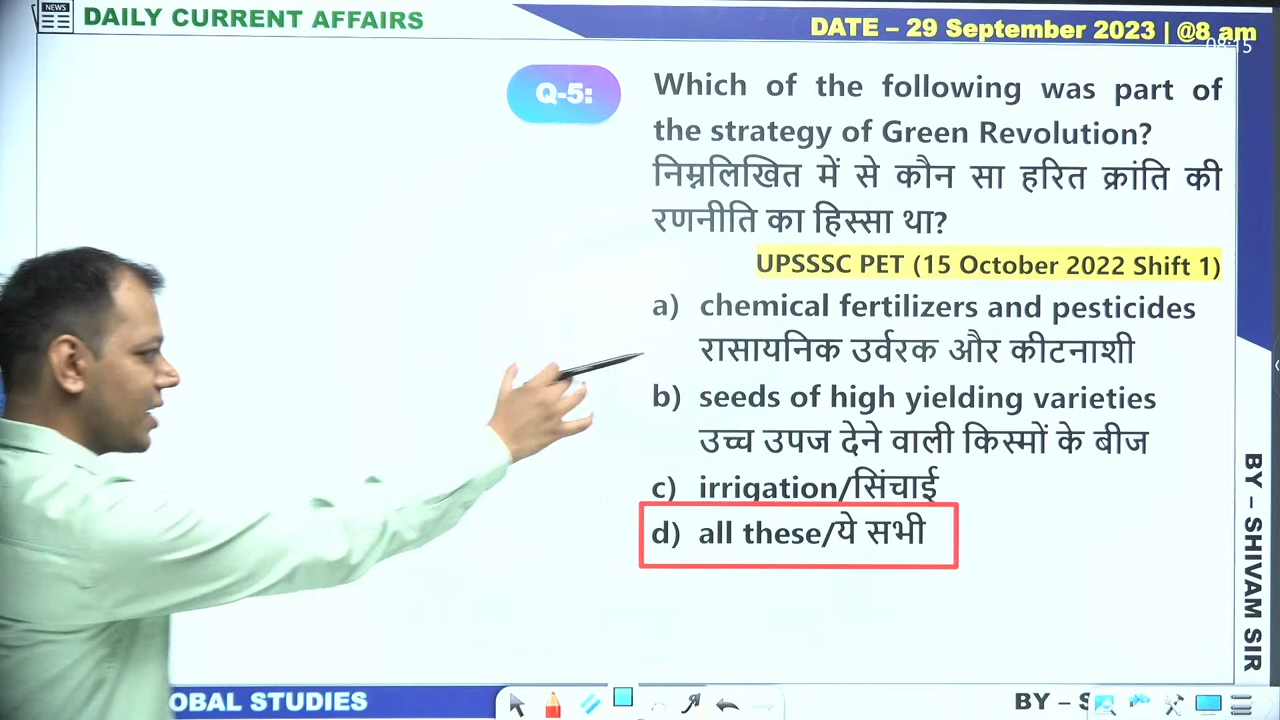 NEWS
DAILY CURRENT AFFAIRS
DATE – 29 September 2023 | @8 am
08:15
Q-5:
Which of the following was part of
the strategy of Green Revolution?
निम्नलिखित में से कौन सा हरित क्रांति की
रणनीति का हिस्सा था?
UPSSSC PET (15 October 2022 Shift 1)
a) chemical fertilizers and pesticides
रासायनिक उर्वरक और कीटनाशी
b) seeds of high yielding varieties
उच्च उपज देने वाली किस्मों के बीज
c) irrigation/सिंचाई
d) all these/ये सभी
BY – SHIVAM SIR
OBAL STUDIES
BY – S